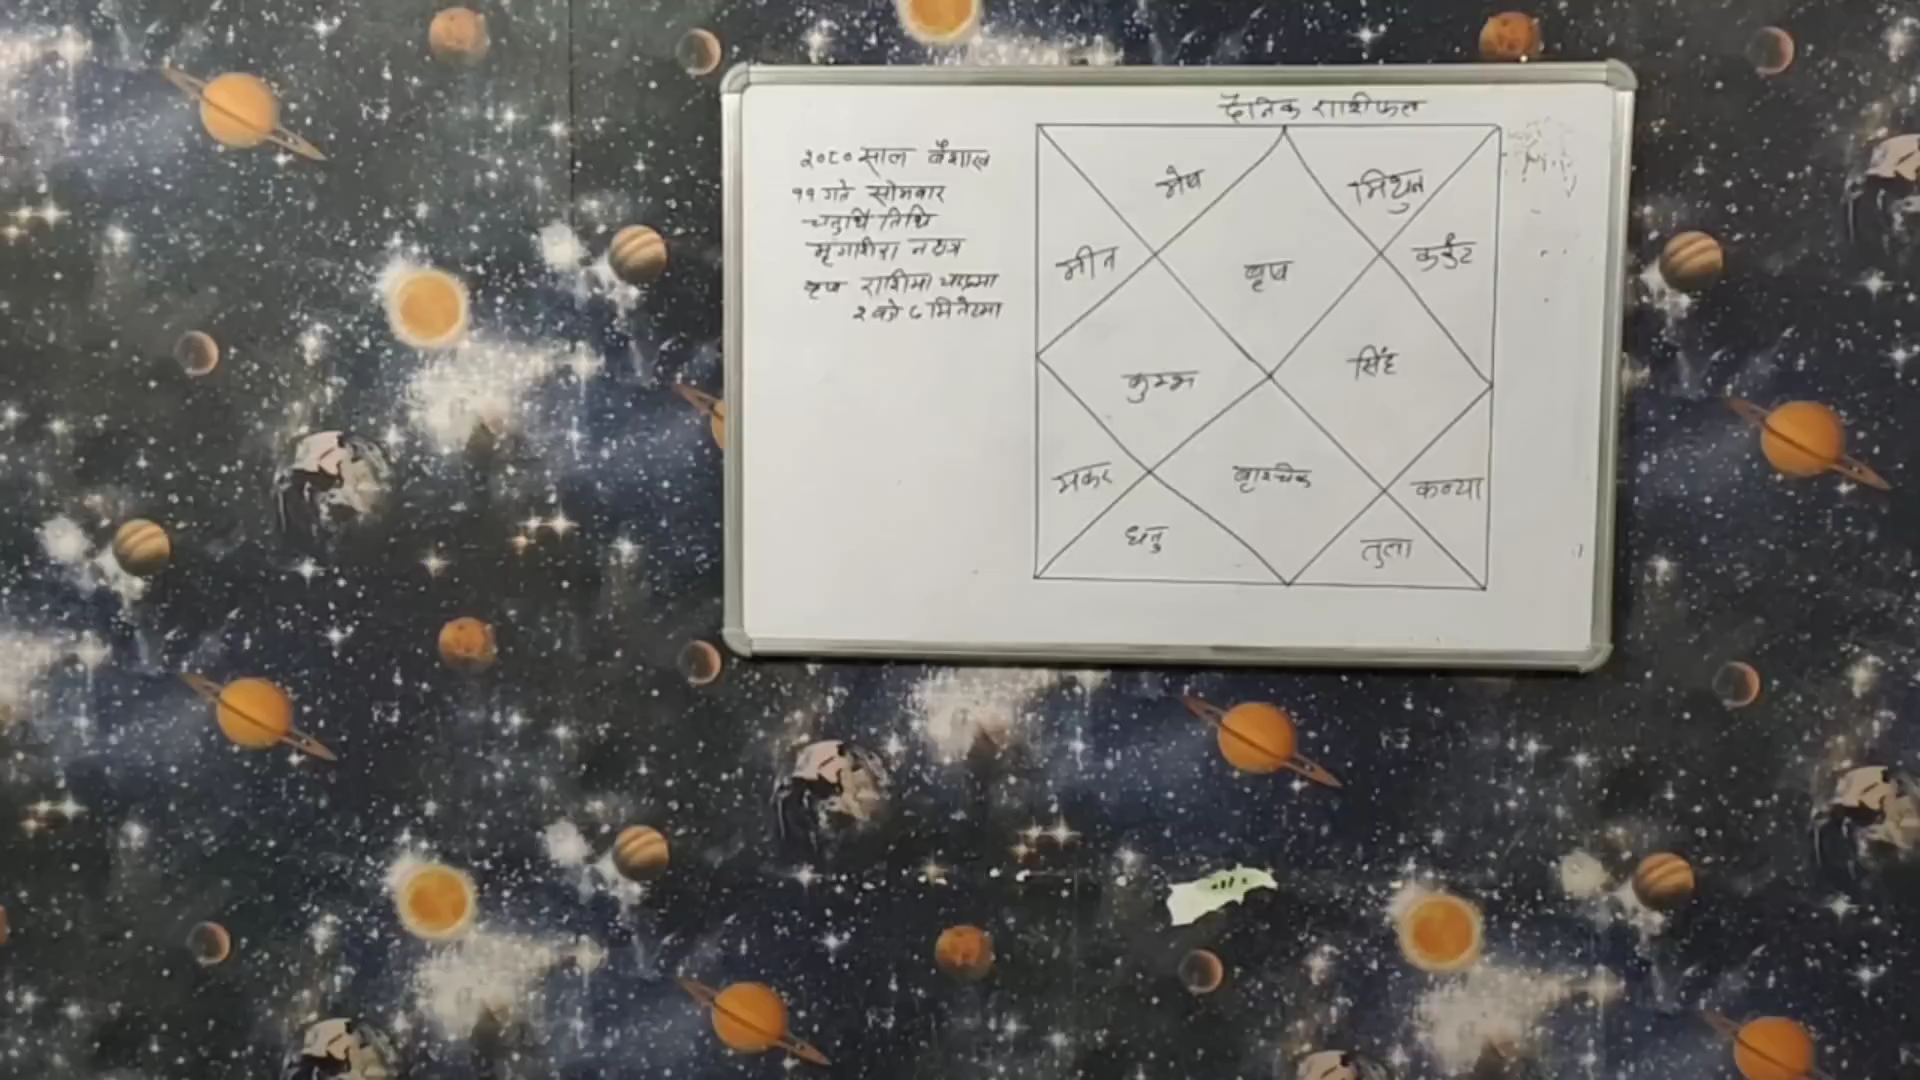 दैनिक राशीफल
२०८० साल वैशाख
११ गते सोमबार
चतुर्थि तिथि
मृगशिरा नक्षत्र
वृष राशिमा चन्द्रमा
२ बजे ८ मिनेटमा
मेष
मिथुन
मीन
वृष
कर्कट
कुम्भ
सिंह
मकर
वृश्चिक
कन्या
धनु
तुला